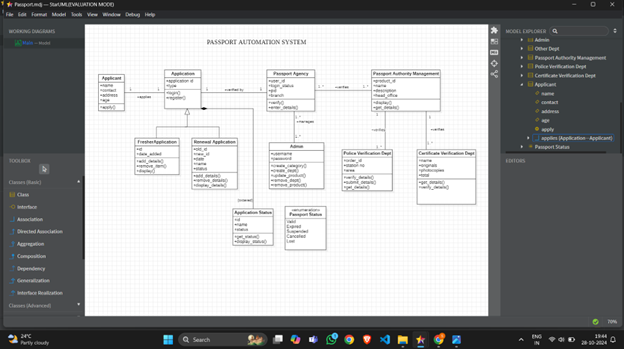 Passport.mdj — StarUML (EVALUATION MODE)
File Edit Format Model Tools View Window Debug Help
WORKING DIAGRAMS
Main — Model
PASSPORT AUTOMATION SYSTEM
Applicant
+name
+contact
+address
+age
+apply()
+applies
1
1
Application
+application id
+type
+login()
+register()
+verified by
Passport Agency
+user_id
+login_status
+pid
+branch
+verify()
+enter_details()
+verifies
1..*
1..*
Passport Authority Management
+product_id
+name
+description
+head_office
+display()
+get_details()
+manages
1..*
1..*
+verifies
+verifies
FresherApplication
+id
+date_added
+add_details()
+remove_item()
+display()
Renewal Application
+old_id
+new_id
+date
+name
+status
+add_details()
+remove_details()
+display_details()
Admin
+username
+password
+create_category()
+create_dept()
+update_product()
+remove_dept()
+remove_product()
Police Verification Dept
+order_id
+station no
+area
+verify_details()
+submit_details()
+get_details()
Certificate Verification Dept
+name
+originals
+photocopies
+total
+get_details()
+verify_details()
{ordered}
Application Status
+id
+name
+status
+get_status()
+display_status()
«enumeration»
Passport Status
Valid
Expired
Suspended
Cancelled
Lost
TOOLBOX
Classes (Basic)
Class
Interface
Association
Directed Association
Aggregation
Composition
Dependency
Generalization
Interface Realization
Classes (Advanced)
MODEL EXPLORER
Admin
Other Dept
Passport Authority Management
Police Verification Dept
Certificate Verification Dept
Applicant
name
contact
address
age
apply
applies (Application→Applicant)
Passport Status
EDITORS
70%
24°C
Partly cloudy
Search
ENG
IN
19:44
28-10-2024